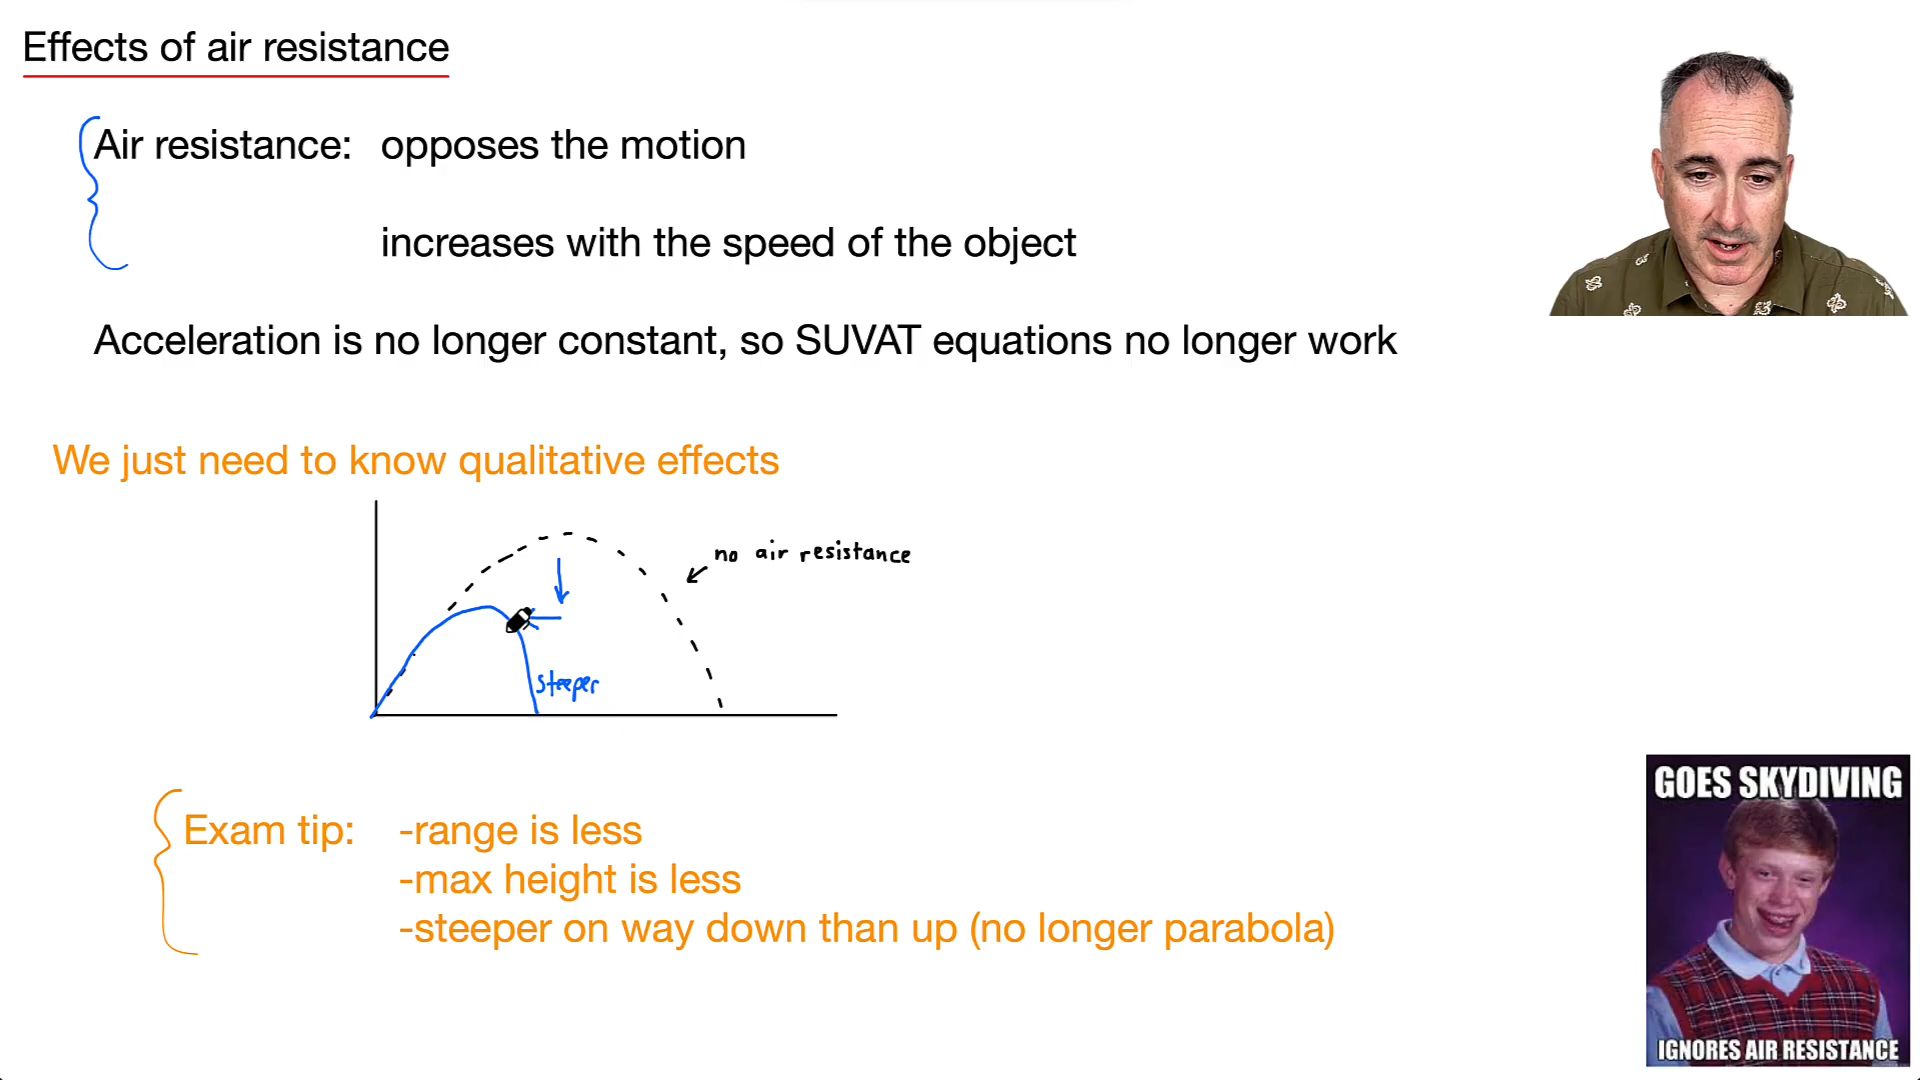 Effects of air resistance
Air resistance: opposes the motion
increases with the speed of the object
Acceleration is no longer constant, so SUVAT equations no longer work
We just need to know qualitative effects
no air resistance
steeper
Exam tip: -range is less
-max height is less
-steeper on way down than up (no longer parabola)
GOES SKYDIVING
IGNORES AIR RESISTANCE